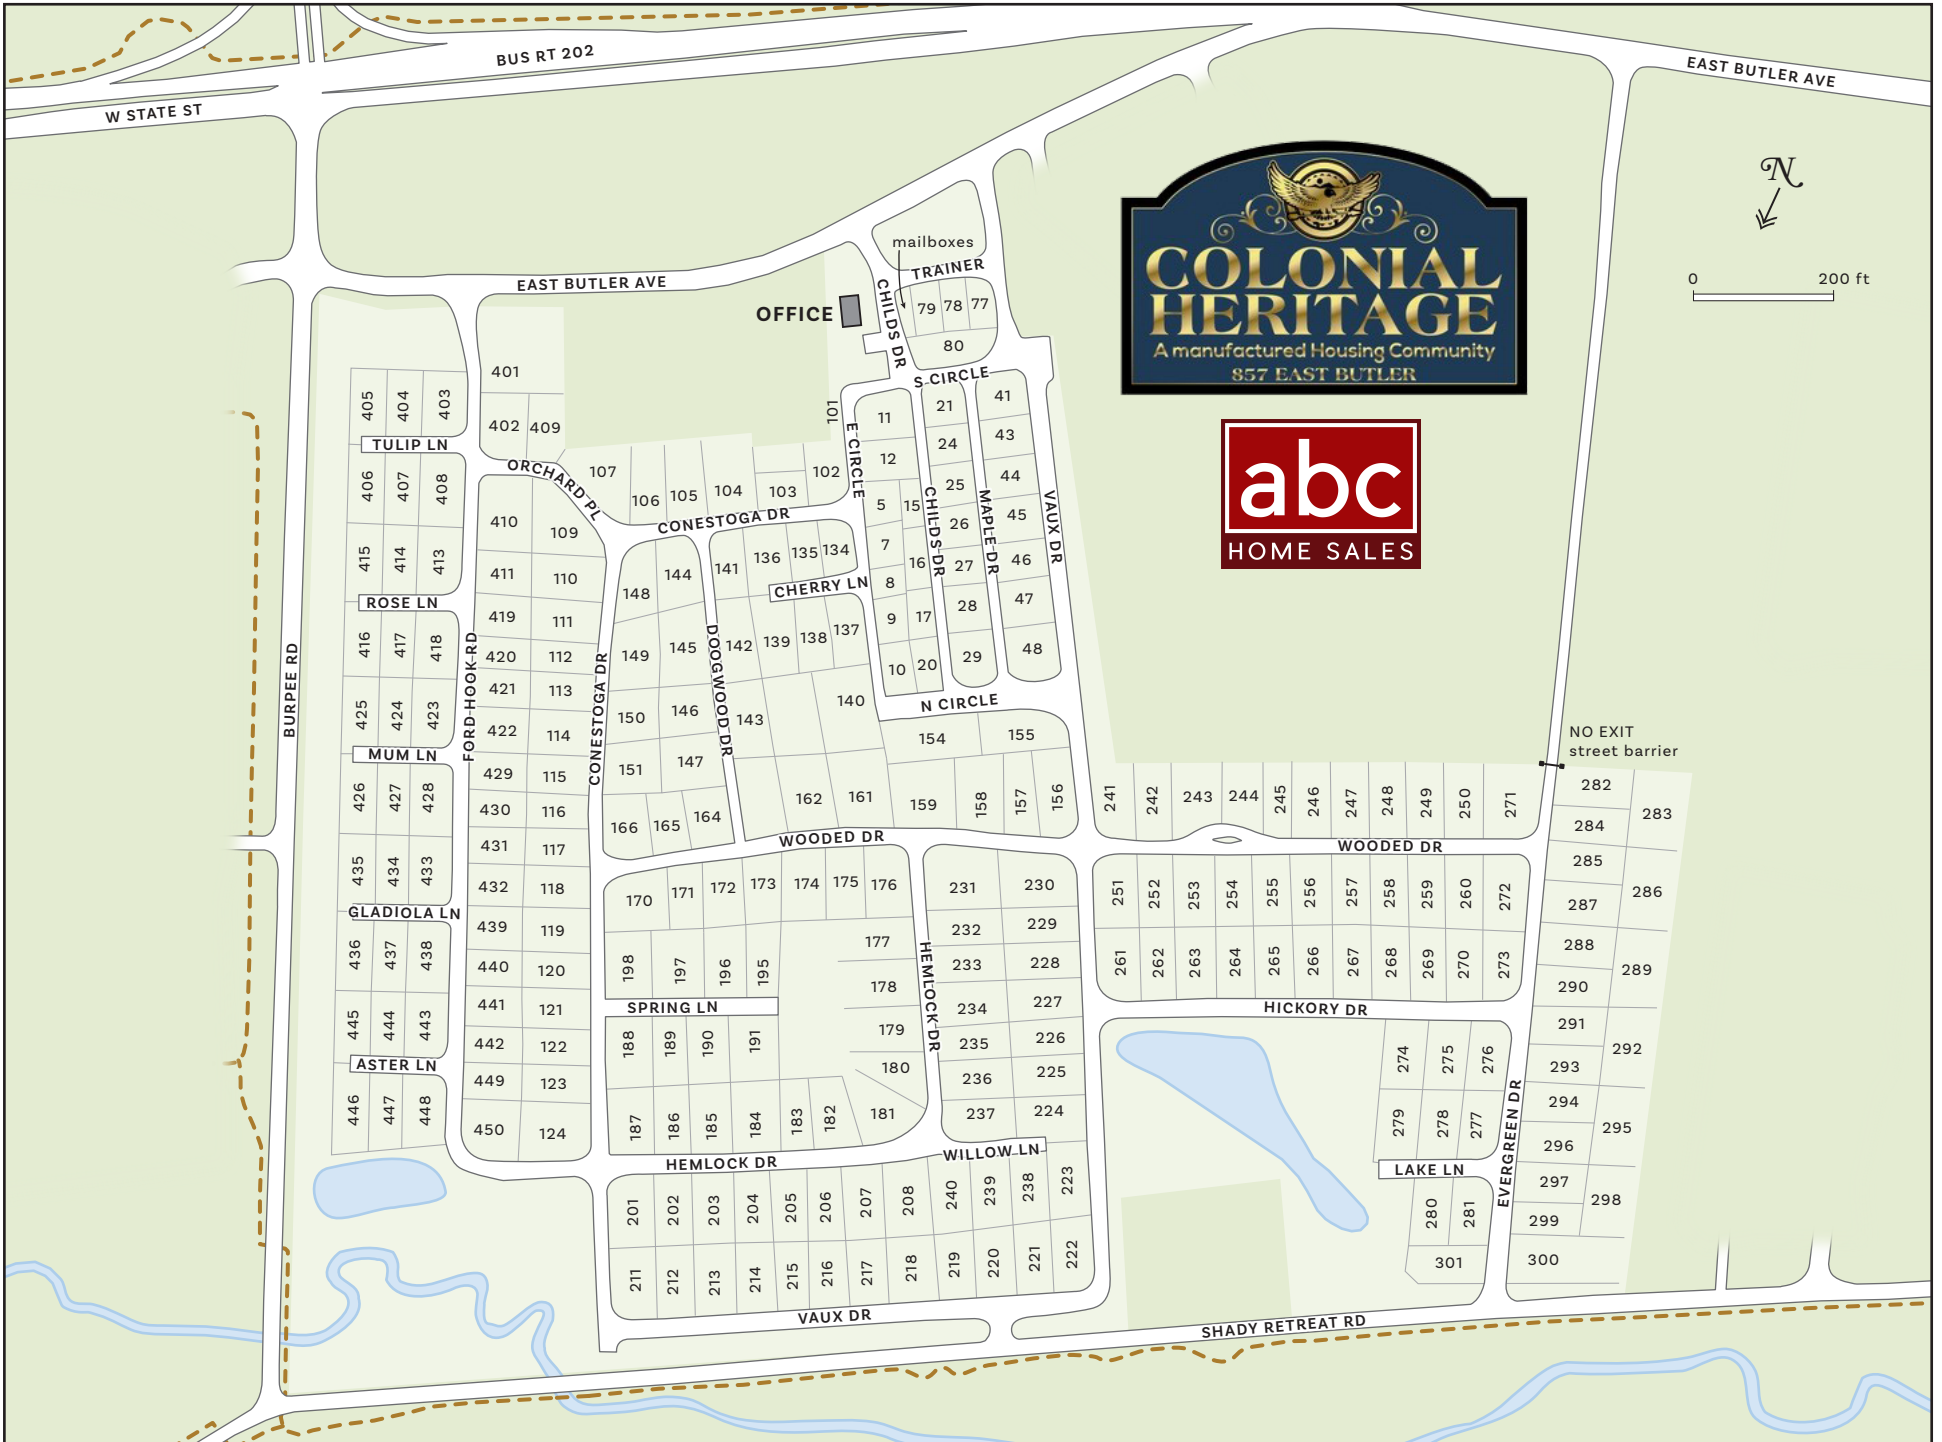 BUS RT 202
W STATE ST
EAST BUTLER AVE
N
0 200 ft
COLONIAL
HERITAGE
A manufactured Housing Community
857 EAST BUTLER
abc
HOME SALES
mailboxes
TRAINER
OFFICE
CHILDS DR
79 78 77
80
EAST BUTLER AVE
S CIRCLE
401
402 409
405 404 403
TULIP LN
406 407 408
415 414 413
ROSE LN
416 417 418
425 424 423
MUM LN
426 427 428
435 434 433
GLADIOLA LN
436 437 438
445 444 443
ASTER LN
446 447 448
BURPEE RD
FORD HOOK RD
ORCHARD PL
410 109
411 110
419 111
420 112
421 113
422 114
429 115
430 116
431 117
432 118
439 119
440 120
441 121
442 122
449 123
450 124
CONESTOGA DR
107 106 105 104 103 102 101
CONESTOGA DR
E CIRCLE
148 144
149 145
150 146
151 147
166 165 164
DOOGWOOD DR
141 136 135 134
CHERRY LN
142 139 138 137
143 140
162 161 159 158 157 156
154 155
N CIRCLE
11
12
5 15
7 16
8
9 17
10 20
CHILDS DR
21
24
25
26
27
28
29
MAPLE DR
41
43
44
45
46
47
48
VAUX DR
WOODED DR
170 171 172 173 174 175 176
198 197 196 195
177
178
179
180
181
SPRING LN
188 189 190 191
187 186 185 184 183 182
HEMLOCK DR
231 230
232 229
233 228
234 227
235 226
236 225
237 224
HEMLOCK DR
WILLOW LN
201 202 203 204 205 206 207 208 240 239 238 223
211 212 213 214 215 216 217 218 219 220 221 222
VAUX DR
241 242 243 244 245 246 247 248 249 250 271
WOODED DR
251 252 253 254 255 256 257 258 259 260 272
261 262 263 264 265 266 267 268 269 270 273
HICKORY DR
274 275 276
279 278 277
LAKE LN
280 281
301
EVERGREEN DR
NO EXIT
street barrier
282
283
284
285
286
287
288
289
290
291
292
293
294
295
296
297
298
299
300
SHADY RETREAT RD